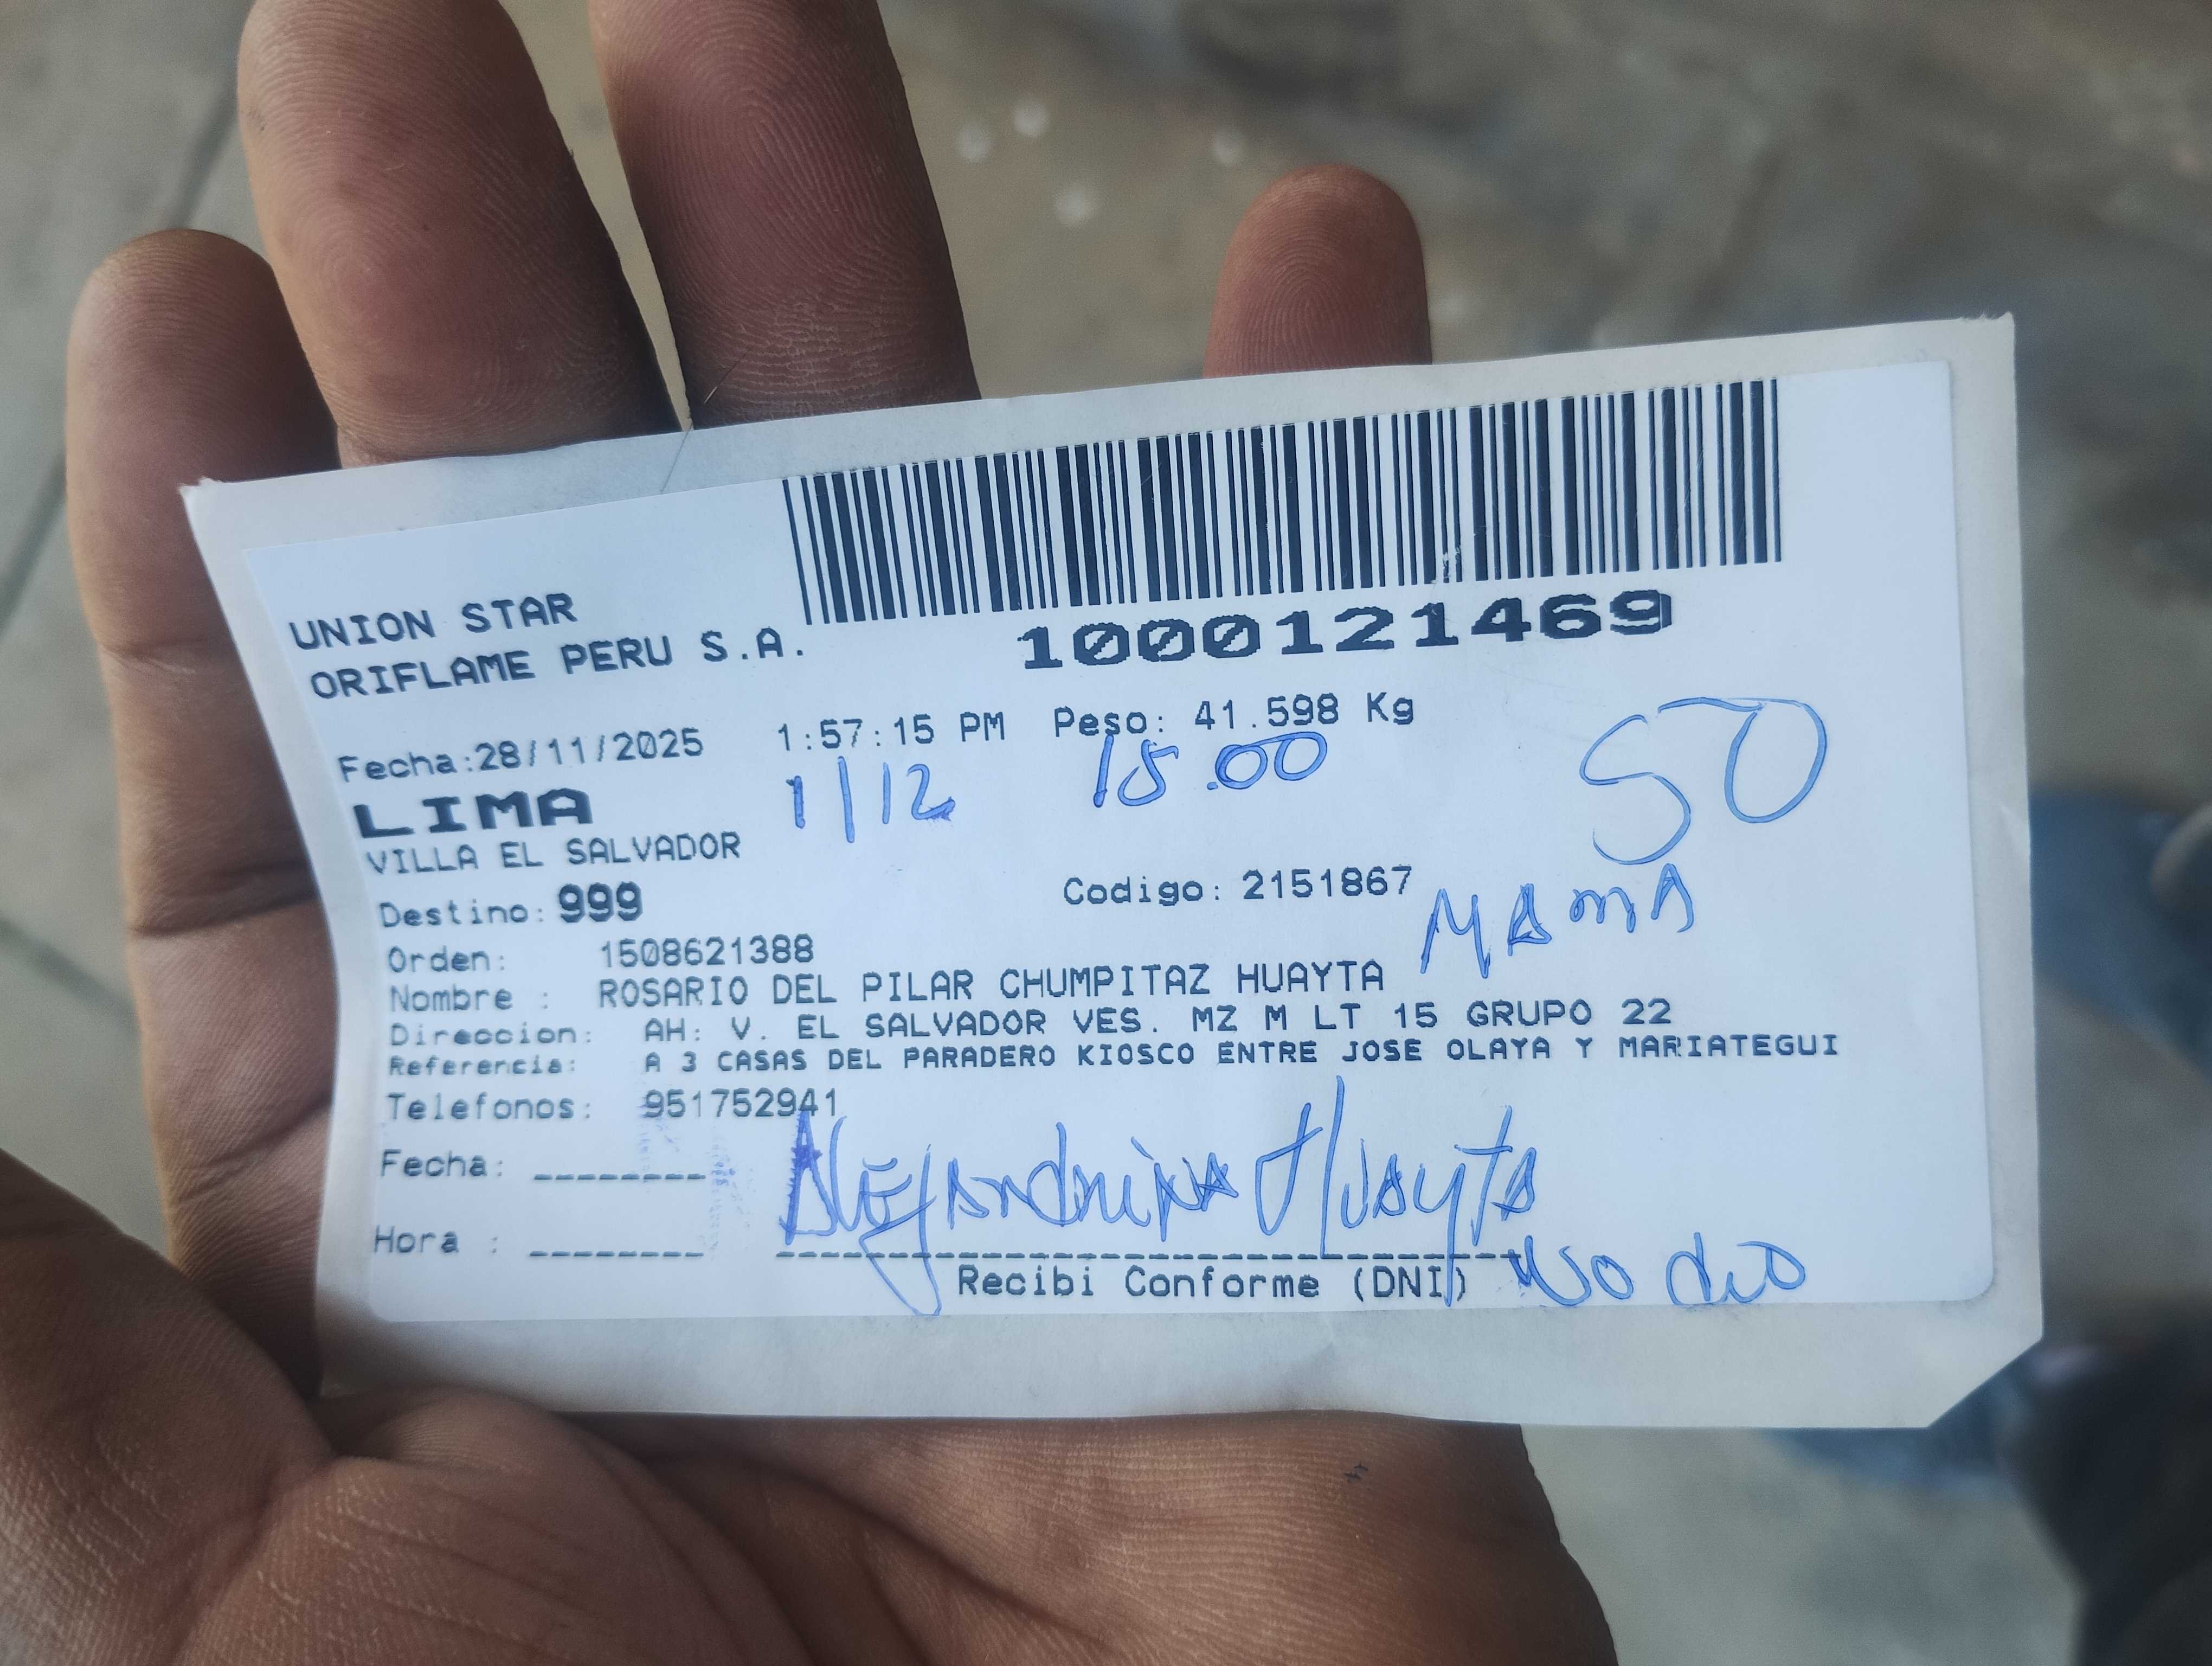 UNION STAR
ORIFLAME PERU S.A.
1000121469
Fecha:28/11/2025 1:57:15 PM Peso: 41.598 Kg
1/12 15.00 50
LIMA
VILLA EL SALVADOR
Destino: 999 Codigo: 2151867
MAMA
Orden: 1508621388
Nombre : ROSARIO DEL PILAR CHUMPITAZ HUAYTA
Direccion: AH: V. EL SALVADOR VES. MZ M LT 15 GRUPO 22
Referencia: A 3 CASAS DEL PARADERO KIOSCO ENTRE JOSE OLAYA Y MARIATEGUI
Telefonos: 951752941
Fecha: --------
Alejandrina Huayta
Hora : --------
Recibi Conforme (DNI) no dio